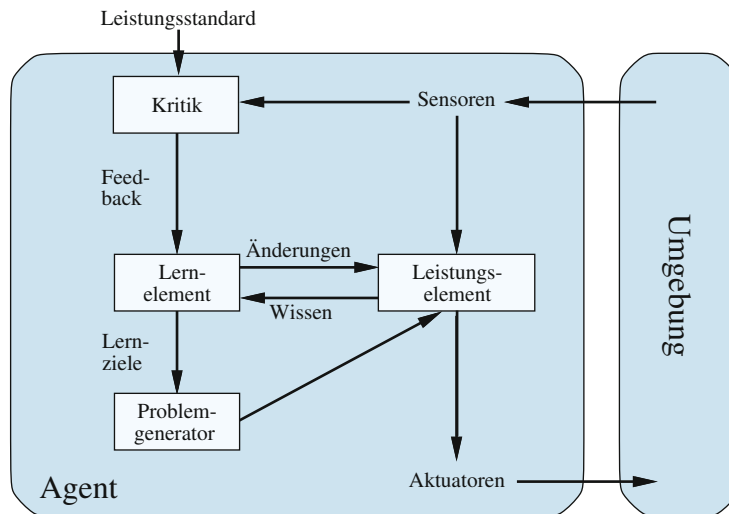 Leistungsstandard
Kritik
Sensoren
Feed-
back
Änderungen
Lern-
element
Leistungs-
element
Wissen
Lern-
ziele
Problem-
generator
Aktuatoren
Agent
Umgebung